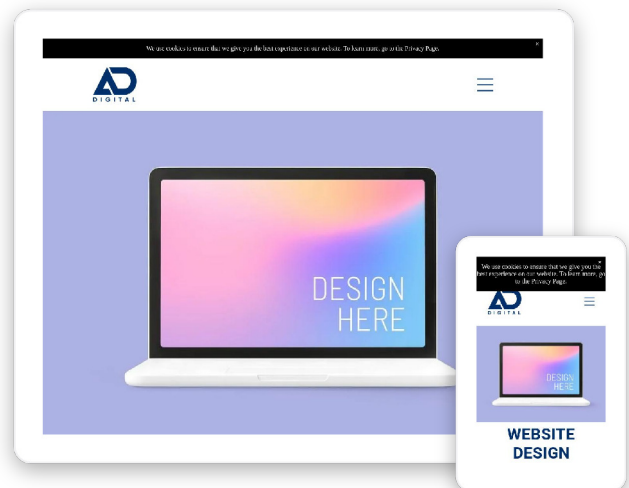 We use cookies to ensure that we give you the best experience on our website. To learn more, go to the Privacy Page.
×
AD
DIGITAL
DESIGN
HERE
×
We use cookies to ensure that we give you the
best experience on our website. To learn more, go
to the Privacy Page.
AD
DIGITAL
DESIGN
HERE
WEBSITE
DESIGN